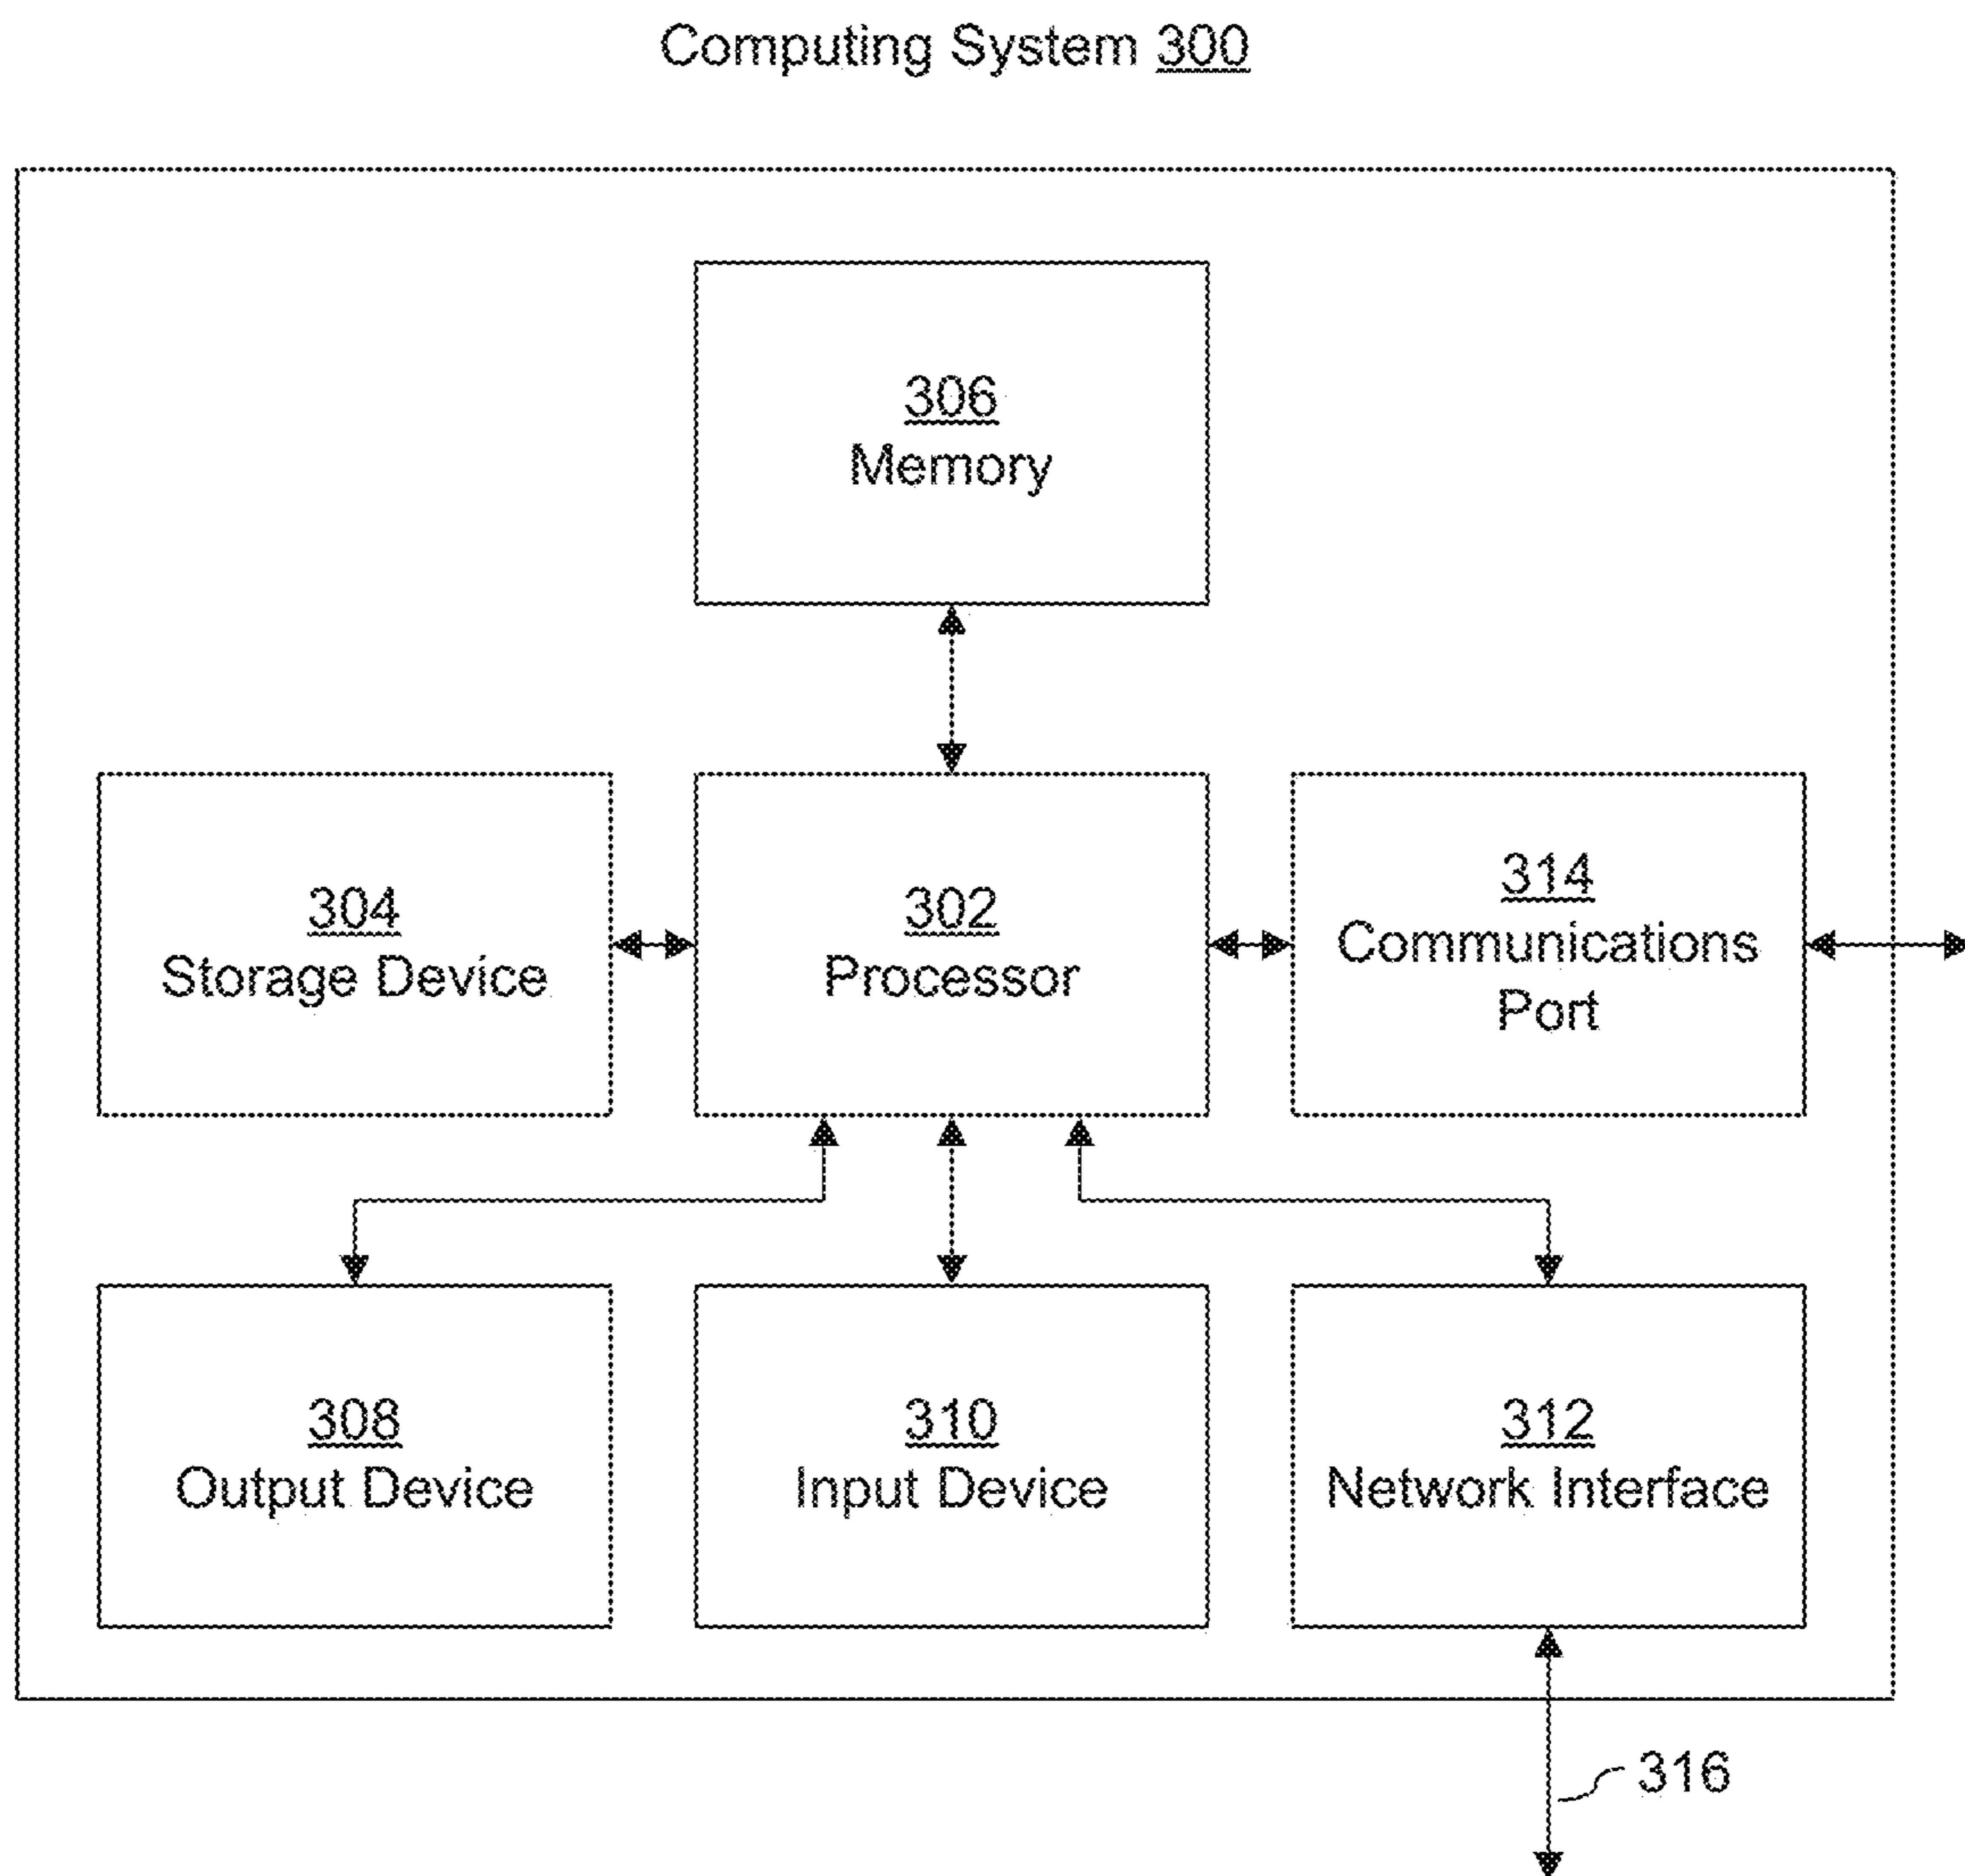 Computing System 300
306
Memory
304
Storage Device
302
Processor
314
Communications
Port
308
Output Device
310
Input Device
312
Network Interface
316